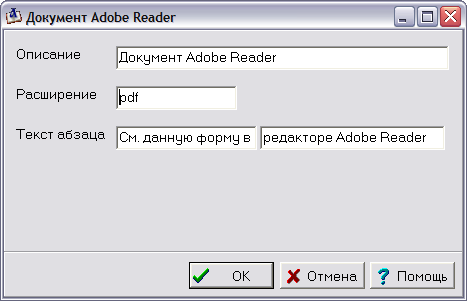 Документ Adobe Reader
Описание Документ Adobe Reader
Расширение pdf
Текст абзаца См. данную форму в редакторе Adobe Reader
OK Отмена Помощь